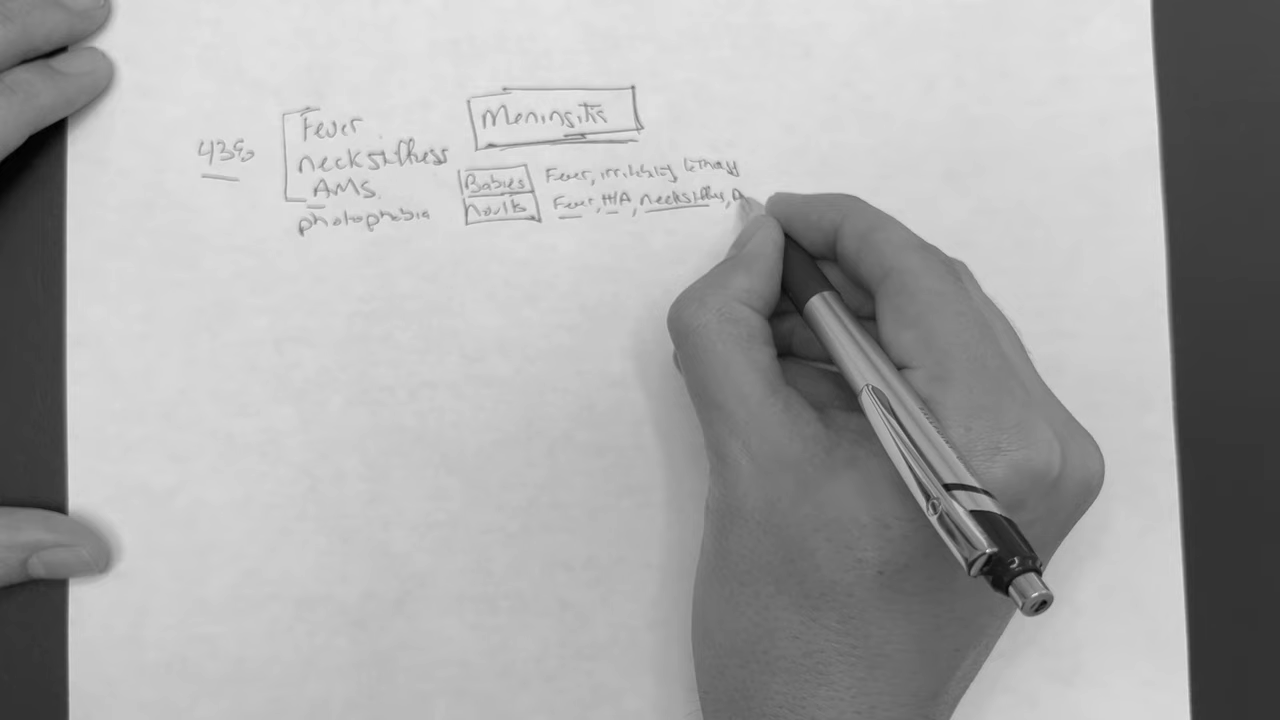 Meningitis
43%
Fever
neck stiffness
AMS
photophobia
Babies Fever, irritability lethargy
Adults Fever, H/A, neck stiffness, A